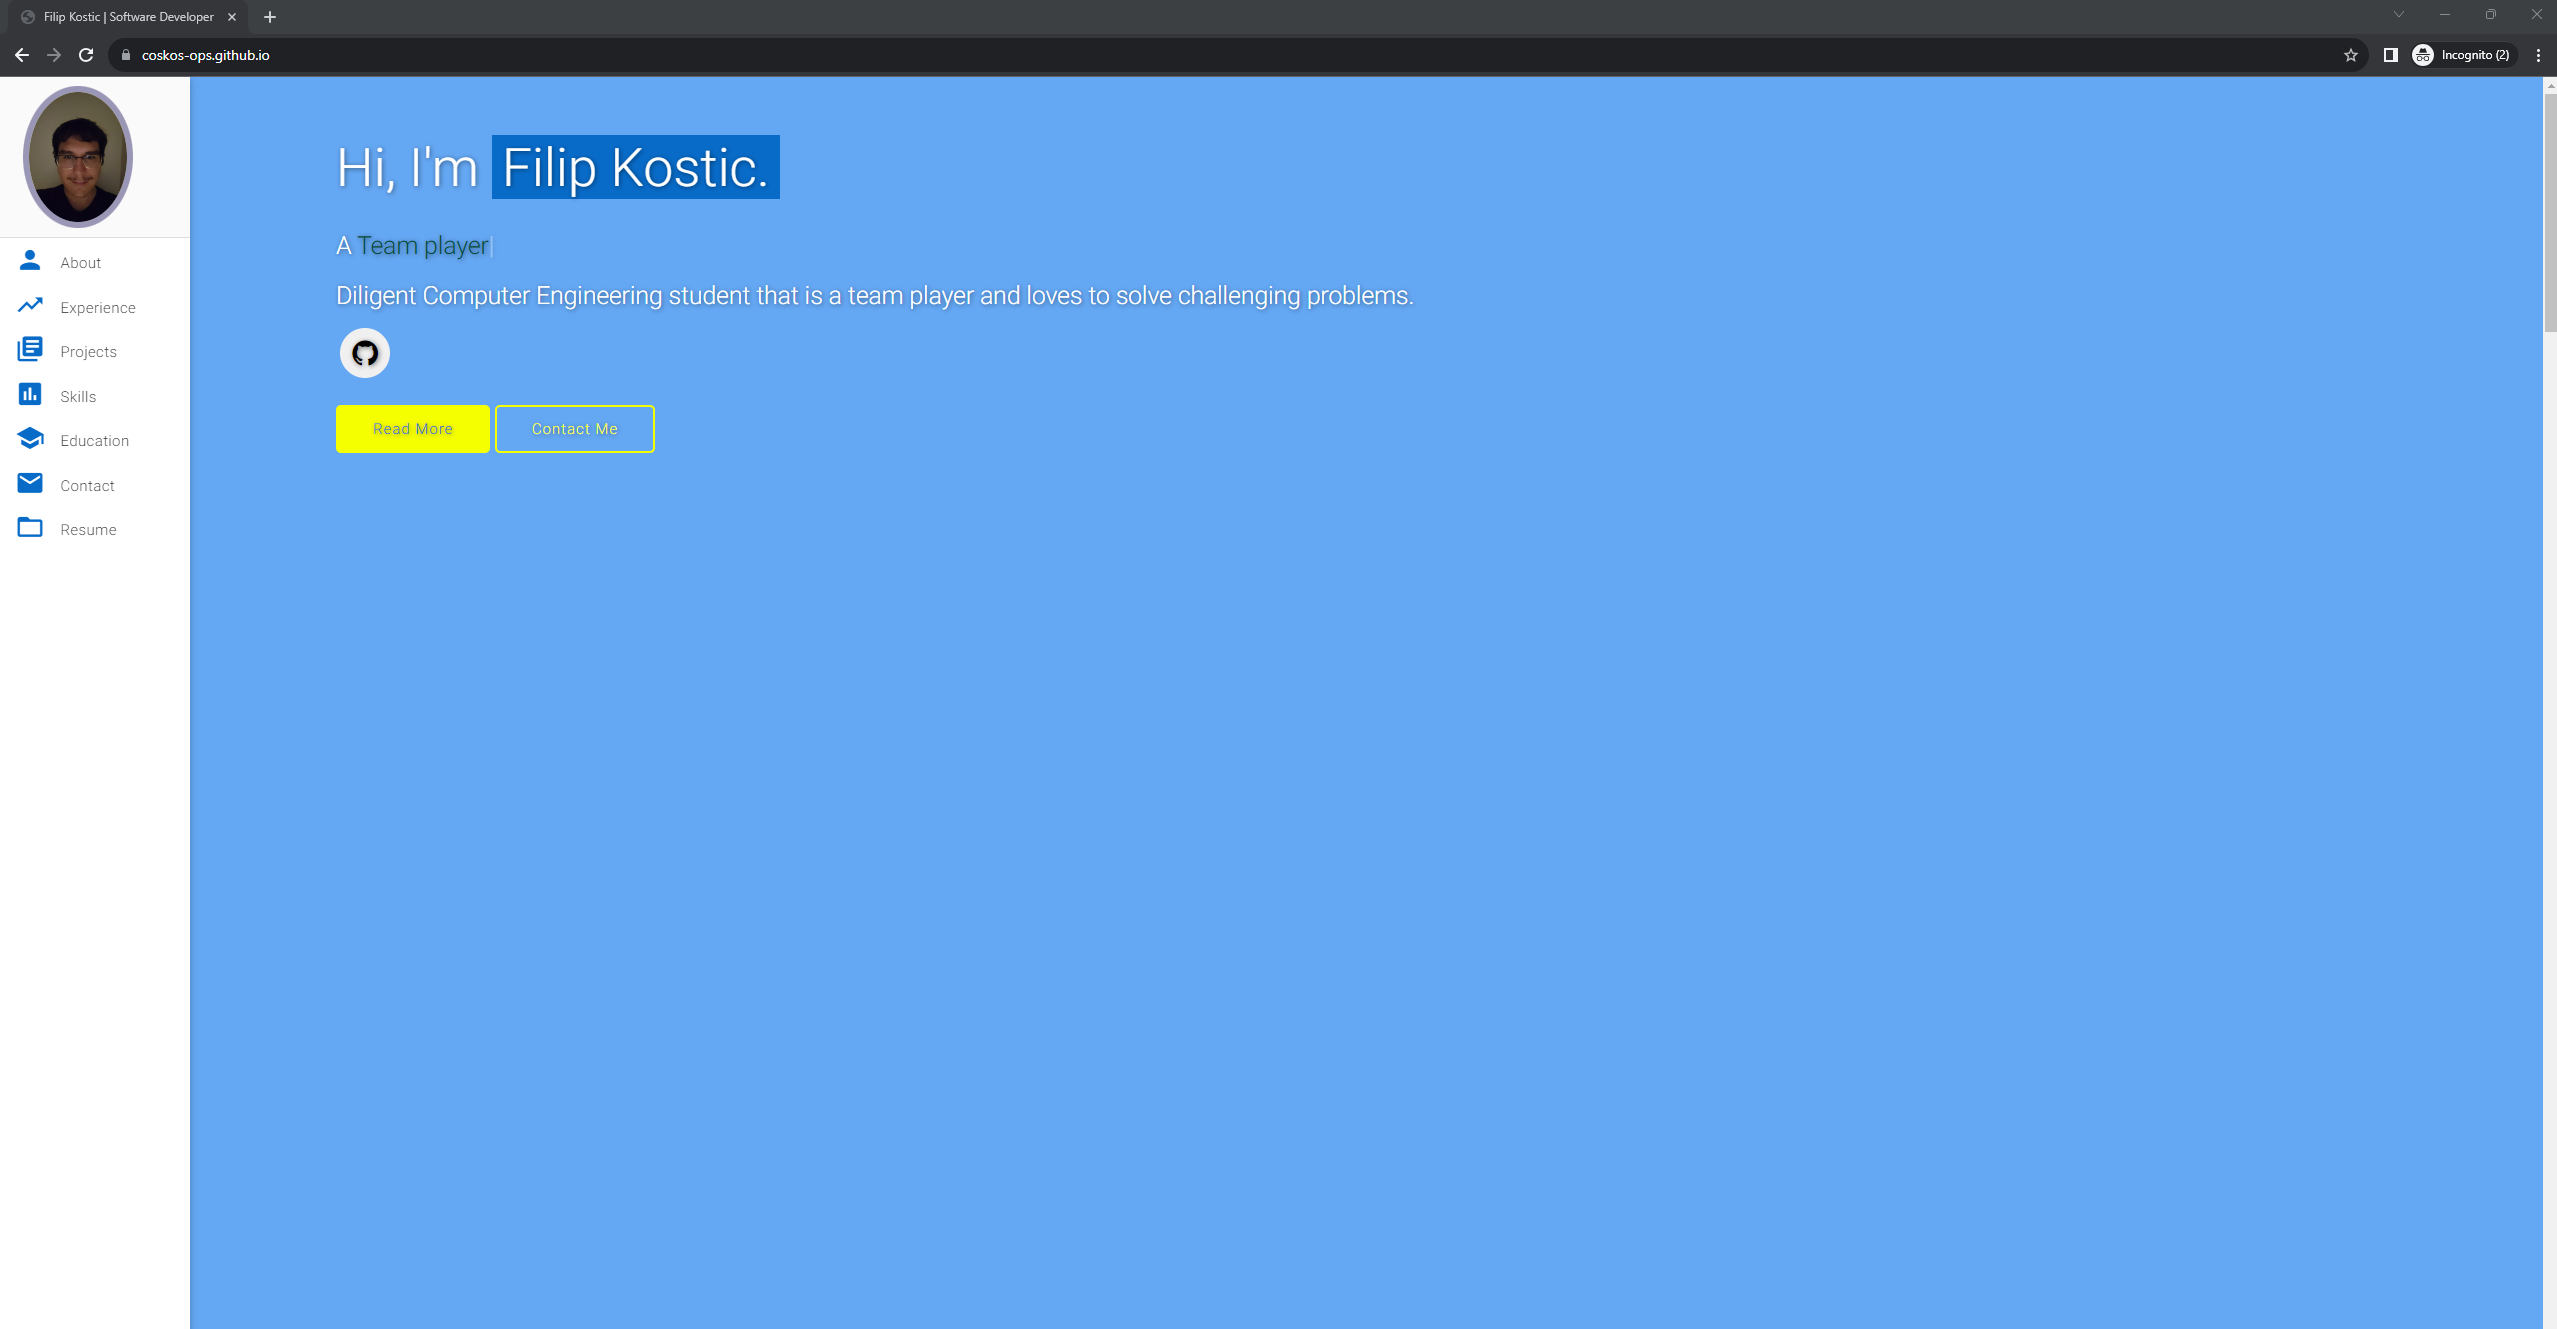 Filip Kostic | Software Developer
coskos-ops.github.io
Incognito (2)
Hi, I'm Filip Kostic.
A Team player|
Diligent Computer Engineering student that is a team player and loves to solve challenging problems.
Read More
Contact Me
About
Experience
Projects
Skills
Education
Contact
Resume